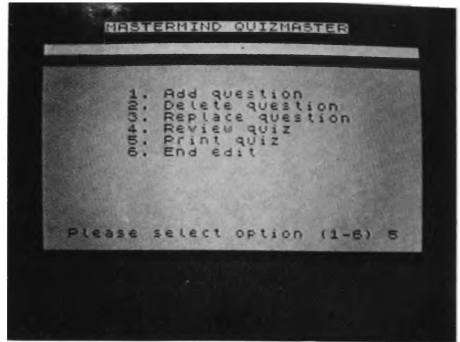 MASTERMIND QUIZMASTER
1. Add question
2. Delete question
3. Replace question
4. Review quiz
5. Print quiz
6. End edit
Please select option (1-6) 5